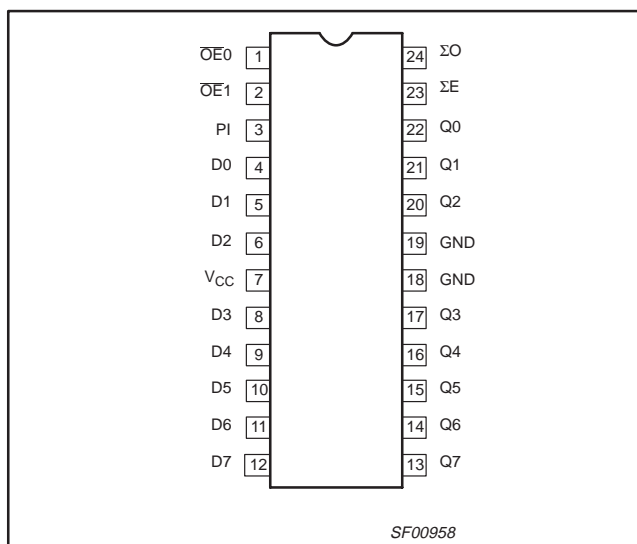 O̅E̅0 1 24 ΣO
O̅E̅1 2 23 ΣE
PI 3 22 Q0
D0 4 21 Q1
D1 5 20 Q2
D2 6 19 GND
VCC 7 18 GND
D3 8 17 Q3
D4 9 16 Q4
D5 10 15 Q5
D6 11 14 Q6
D7 12 13 Q7
SF00958